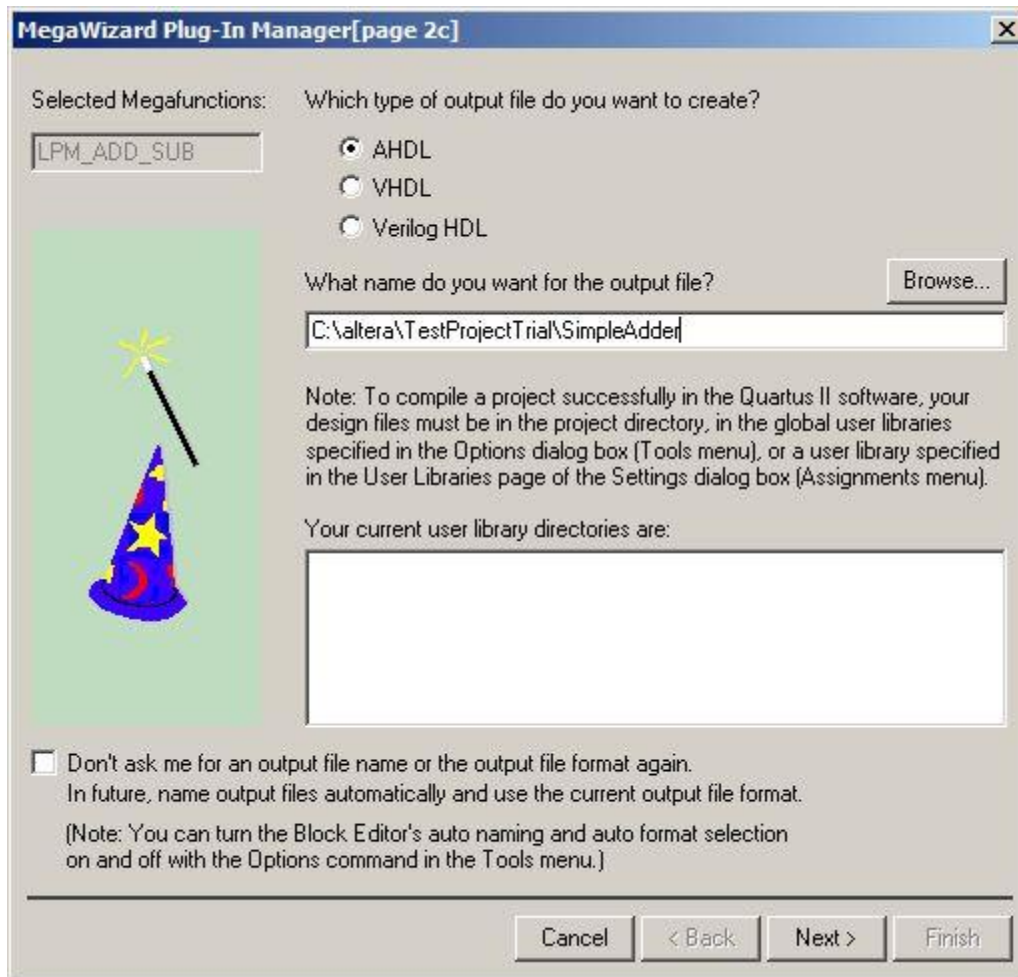 MegaWizard Plug-In Manager[page 2c]
Selected Megafunctions:
LPM_ADD_SUB
Which type of output file do you want to create?
AHDL
VHDL
Verilog HDL
What name do you want for the output file?
Browse...
C:\altera\TestProjectTrial\SimpleAdder
Note: To compile a project successfully in the Quartus II software, your
design files must be in the project directory, in the global user libraries
specified in the Options dialog box (Tools menu), or a user library specified
in the User Libraries page of the Settings dialog box (Assignments menu).
Your current user library directories are:
Don't ask me for an output file name or the output file format again.
In future, name output files automatically and use the current output file format.
(Note: You can turn the Block Editor's auto naming and auto format selection
on and off with the Options command in the Tools menu.)
Cancel
< Back
Next >
Finish